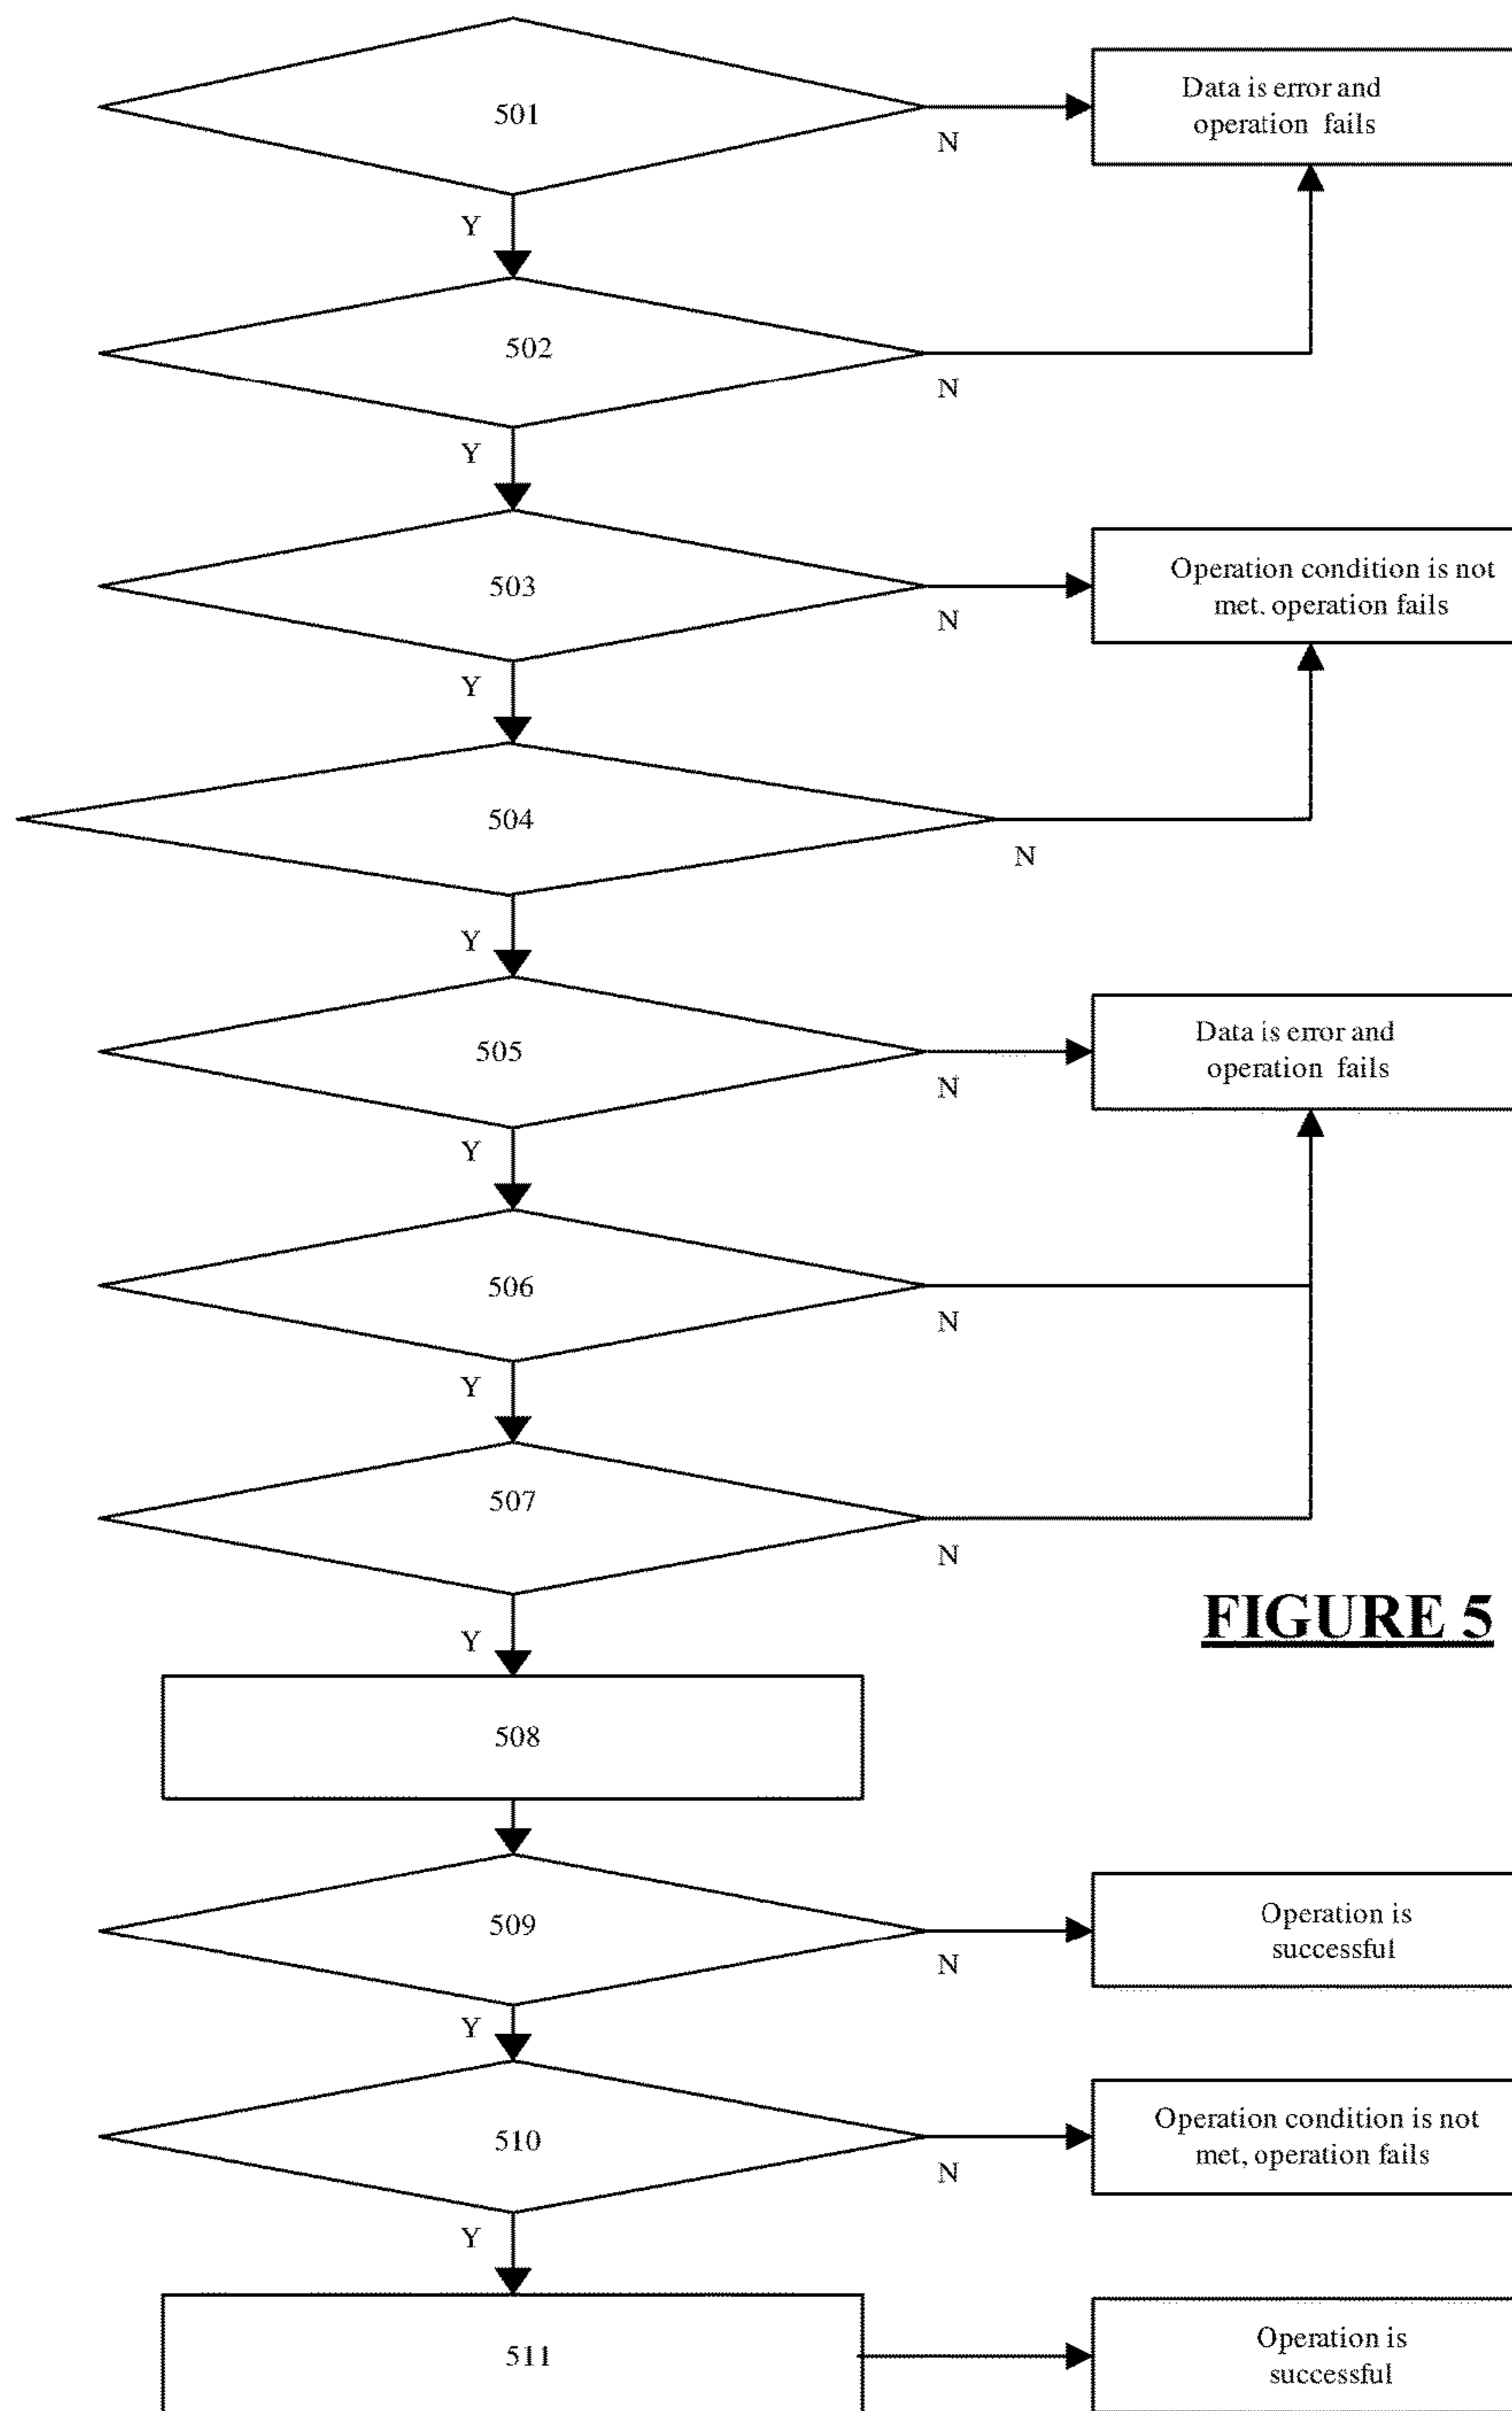 501
N
Data is error and
operation fails
Y
502
N
Y
503
N
Operation condition is not
met. operation fails
Y
504
N
Y
505
N
Data is error and
operation fails
Y
506
N
Y
507
N
FIGURE 5
Y
508
509
N
Operation is
successful
Y
510
N
Operation condition is not
met, operation fails
Y
511
Operation is
successful